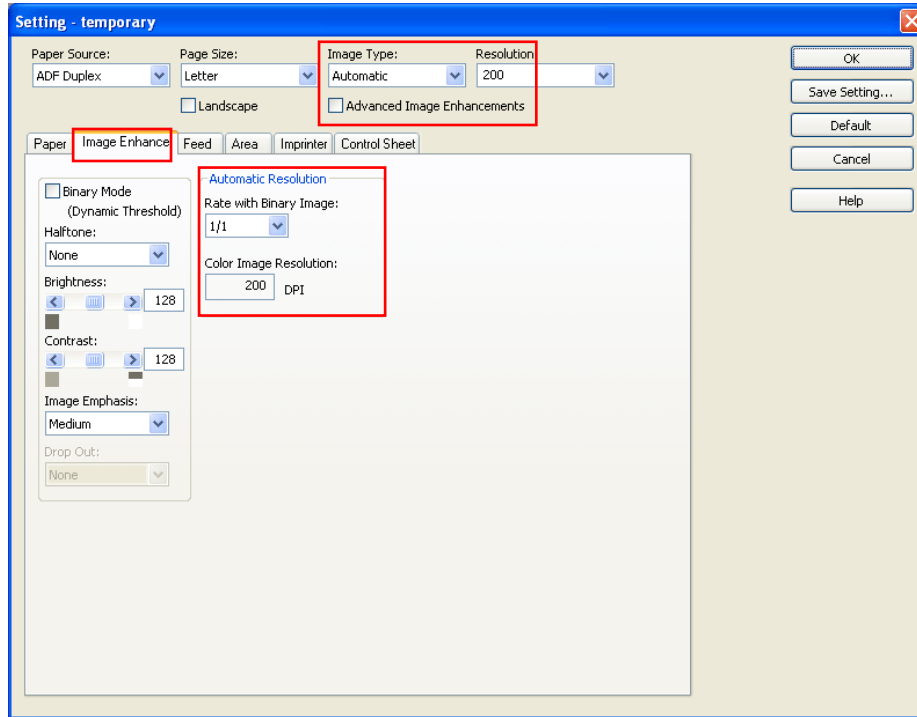 Setting - temporary
Paper Source: Page Size: Image Type: Resolution
ADF Duplex Letter Automatic 200 OK
Landscape Advanced Image Enhancements Save Setting...
Default
Paper Image Enhance Feed Area Imprinter Control Sheet
Cancel
Help
Binary Mode
(Dynamic Threshold)
Halftone:
None
Brightness:
128
Contrast:
128
Image Emphasis:
Medium
Drop Out:
None
Automatic Resolution
Rate with Binary Image:
1/1
Color Image Resolution:
200 DPI